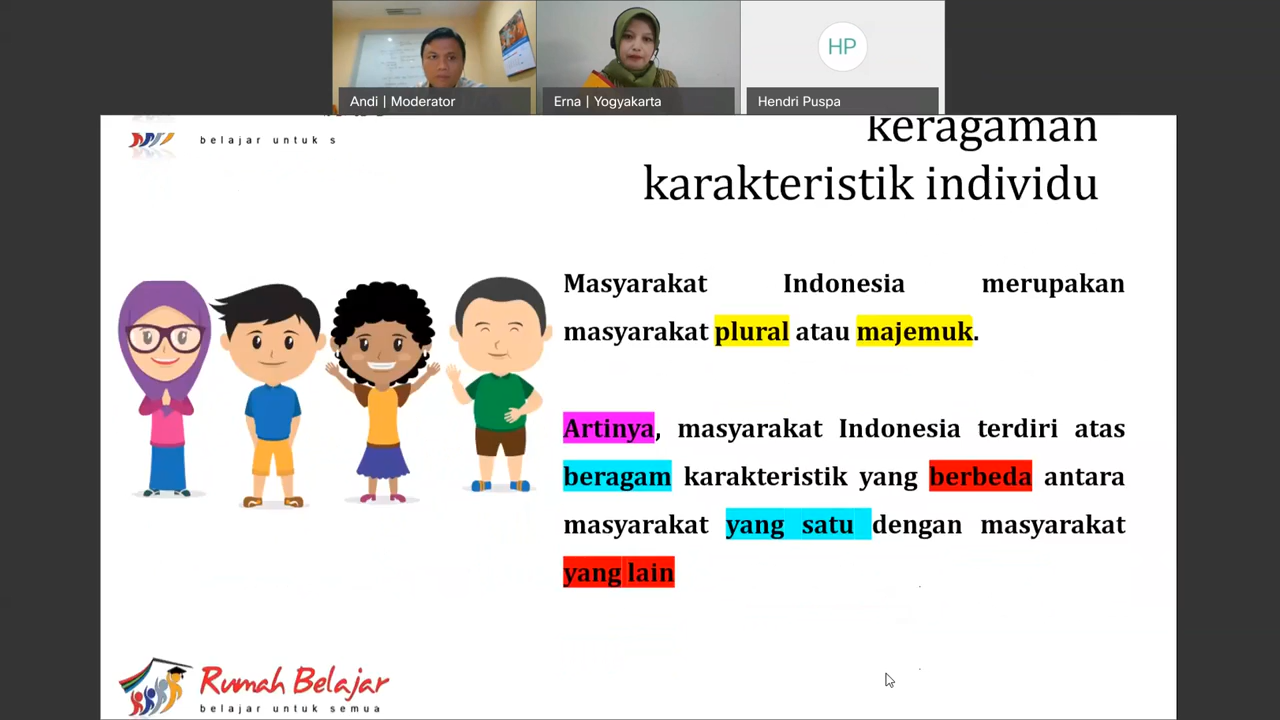 Andi | Moderator
Erna | Yogyakarta
HP
Hendri Puspa
belajar untuk s
keragaman
karakteristik individu
Masyarakat Indonesia merupakan
masyarakat plural atau majemuk.
Artinya, masyarakat Indonesia terdiri atas
beragam karakteristik yang berbeda antara
masyarakat yang satu dengan masyarakat
yang lain
Rumah Belajar
belajar untuk semua